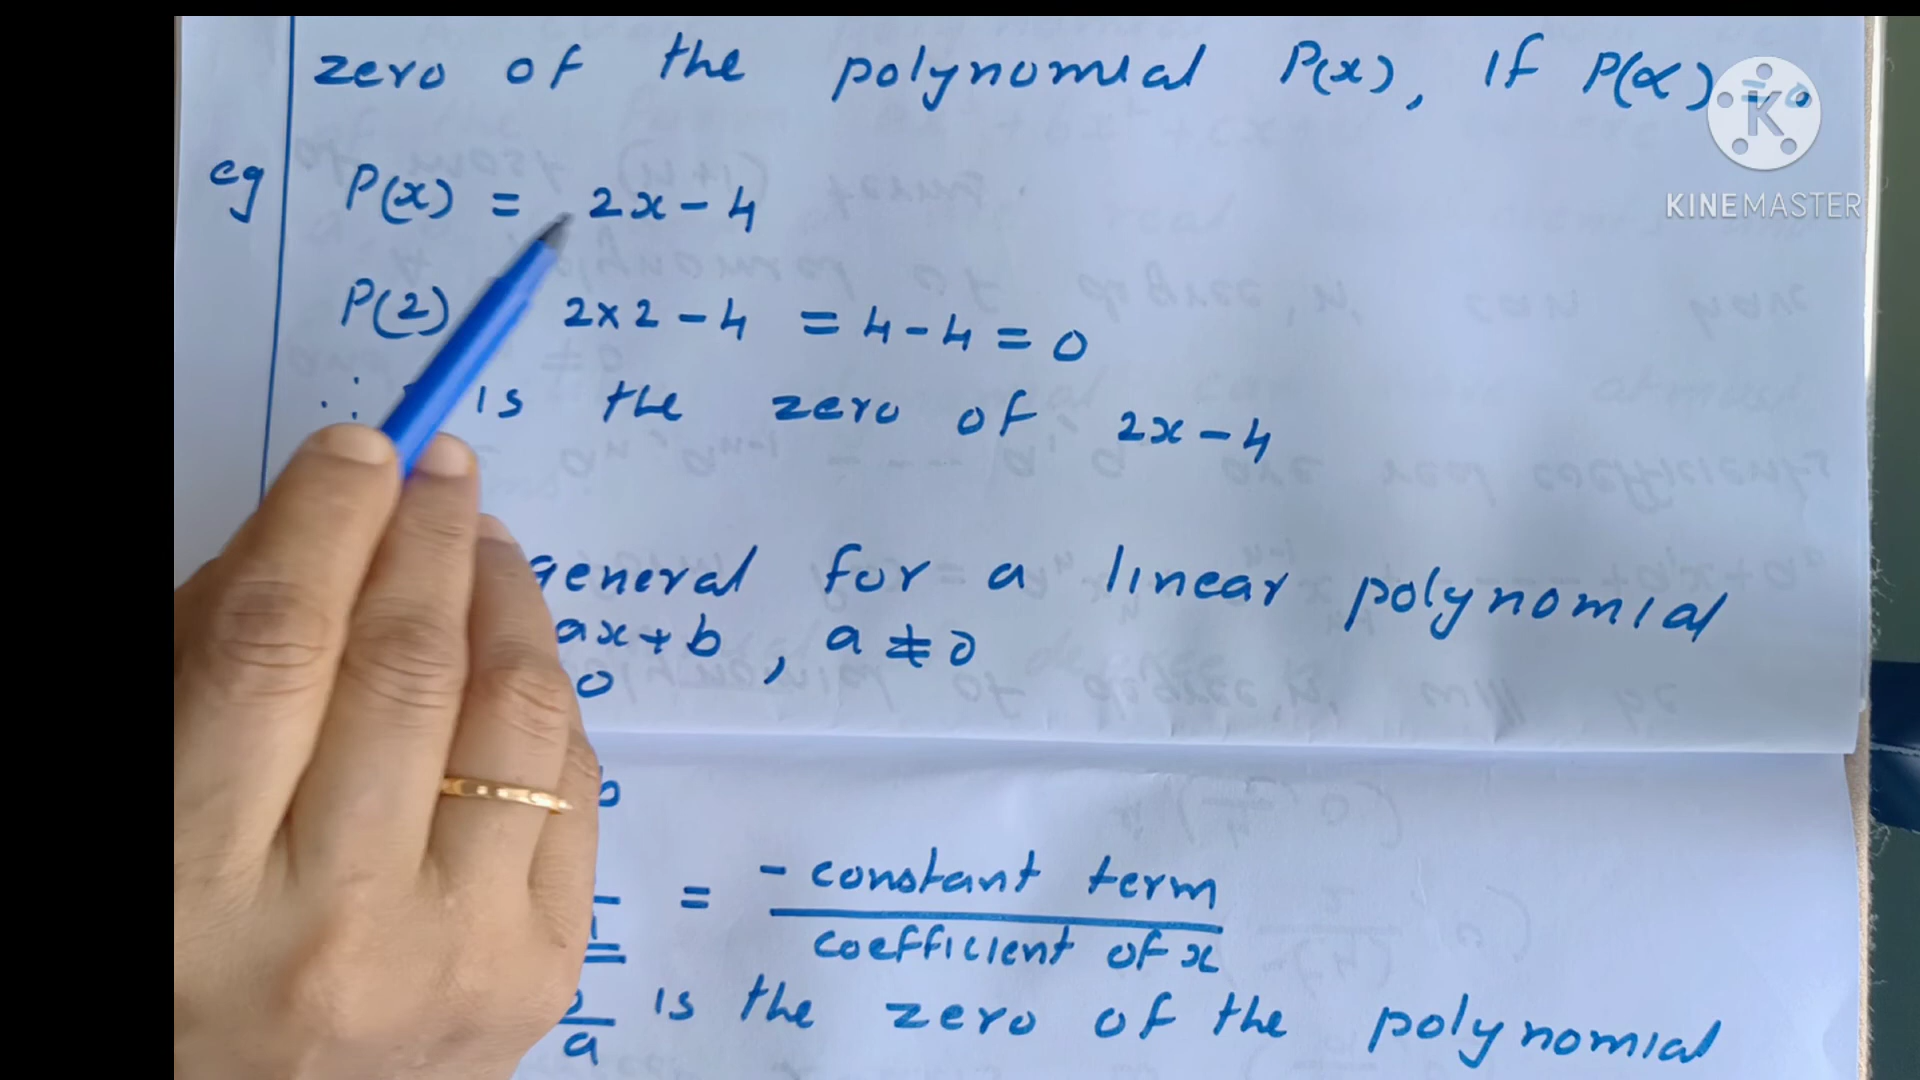 zero of the polynomial P(x), if P(α) = 0
eg P(x) = 2x - 4
P(2) 2x2 - 4 = 4 - 4 = 0
∴ is the zero of 2x - 4
general for a linear polynomial
ax + b, a ≠ 0
0
b
= - constant term
coefficient of x
is the zero of the polynomial
a
K
KINEMASTER